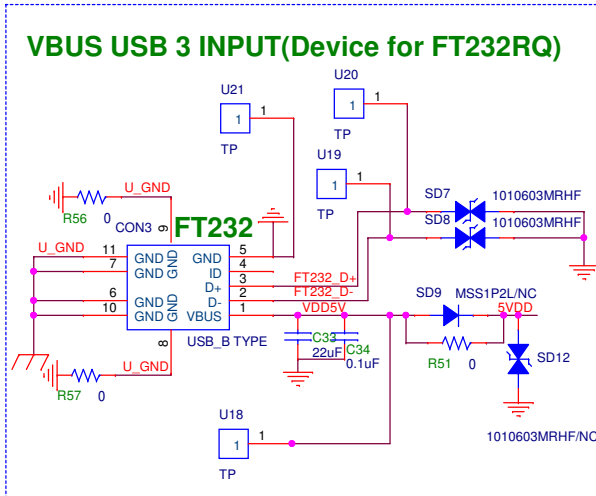 VBUS USB 3 INPUT(Device for FT232RQ)
U21
1
1
TP
U20
1
1
TP
U19
1
1
TP
R56
0
U_GND
9
CON3
FT232
SD7
1010603MRHF
SD8
1010603MRHF
U_GND
11
7
6
10
GND
GND
GND
GND
GND
GND
8
GND
ID
D+
D-
VBUS
5
4
3
2
1
USB_B TYPE
FT232_D+
FT232_D-
VDD5V
SD9
MSS1P2L/NC
5VDD
C33
22uF
C34
0.1uF
R51
0
SD12
1010603MRHF/NC
U_GND
R57
0
U18
1
1
TP